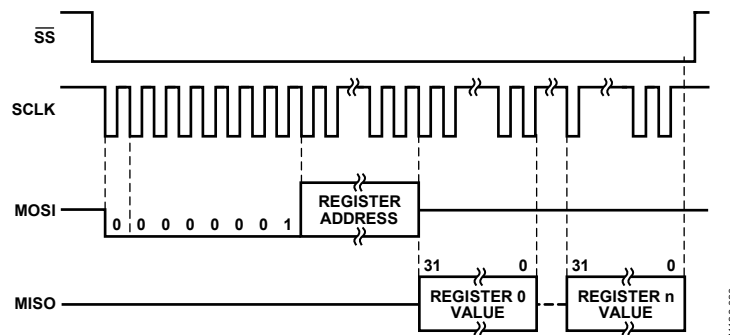 SS
SCLK
MOSI
0 0 0 0 0 0 0 1
REGISTER
ADDRESS
31 0
31 0
MISO
REGISTER 0
VALUE
REGISTER n
VALUE